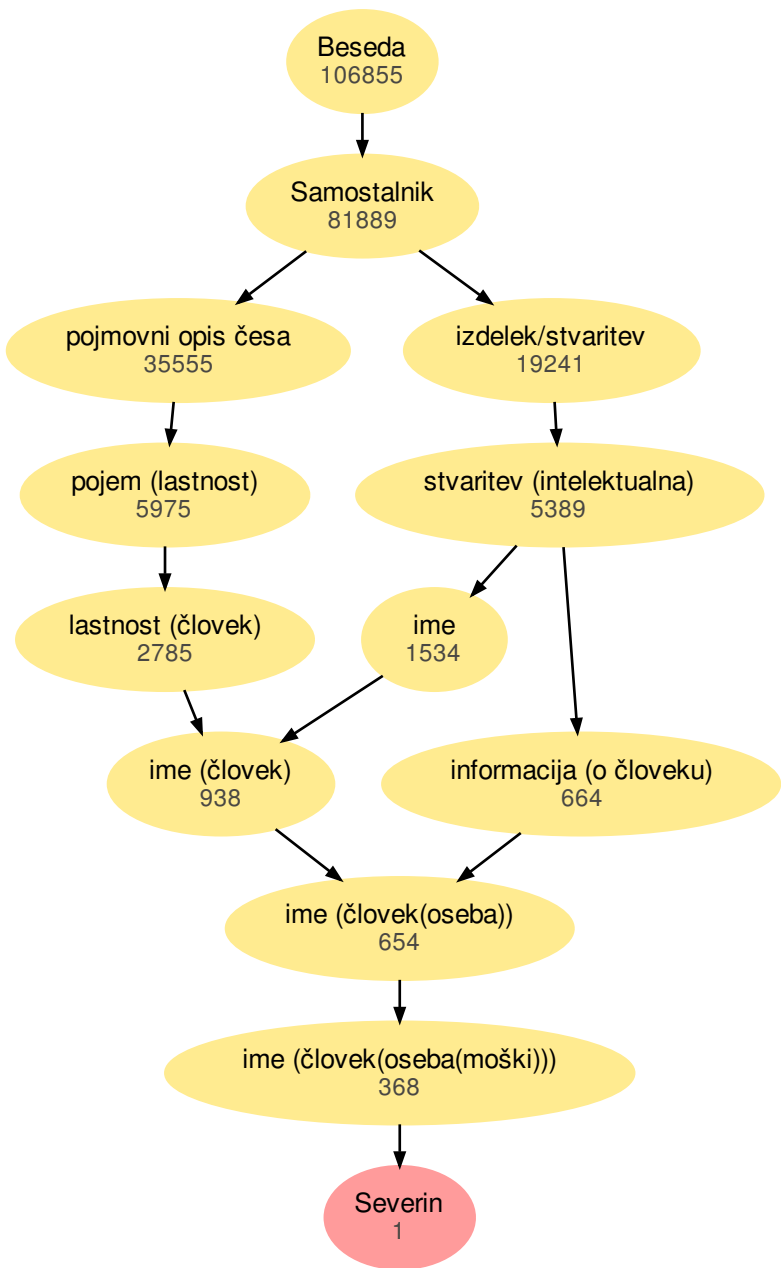 Beseda
106855
Samostalnik
81889
pojmovni opis česa
35555
izdelek/stvaritev
19241
pojem (lastnost)
5975
stvaritev (intelektualna)
5389
lastnost (človek)
2785
ime
1534
ime (človek)
938
informacija (o človeku)
664
ime (človek(oseba))
654
ime (človek(oseba(moški)))
368
Severin
1